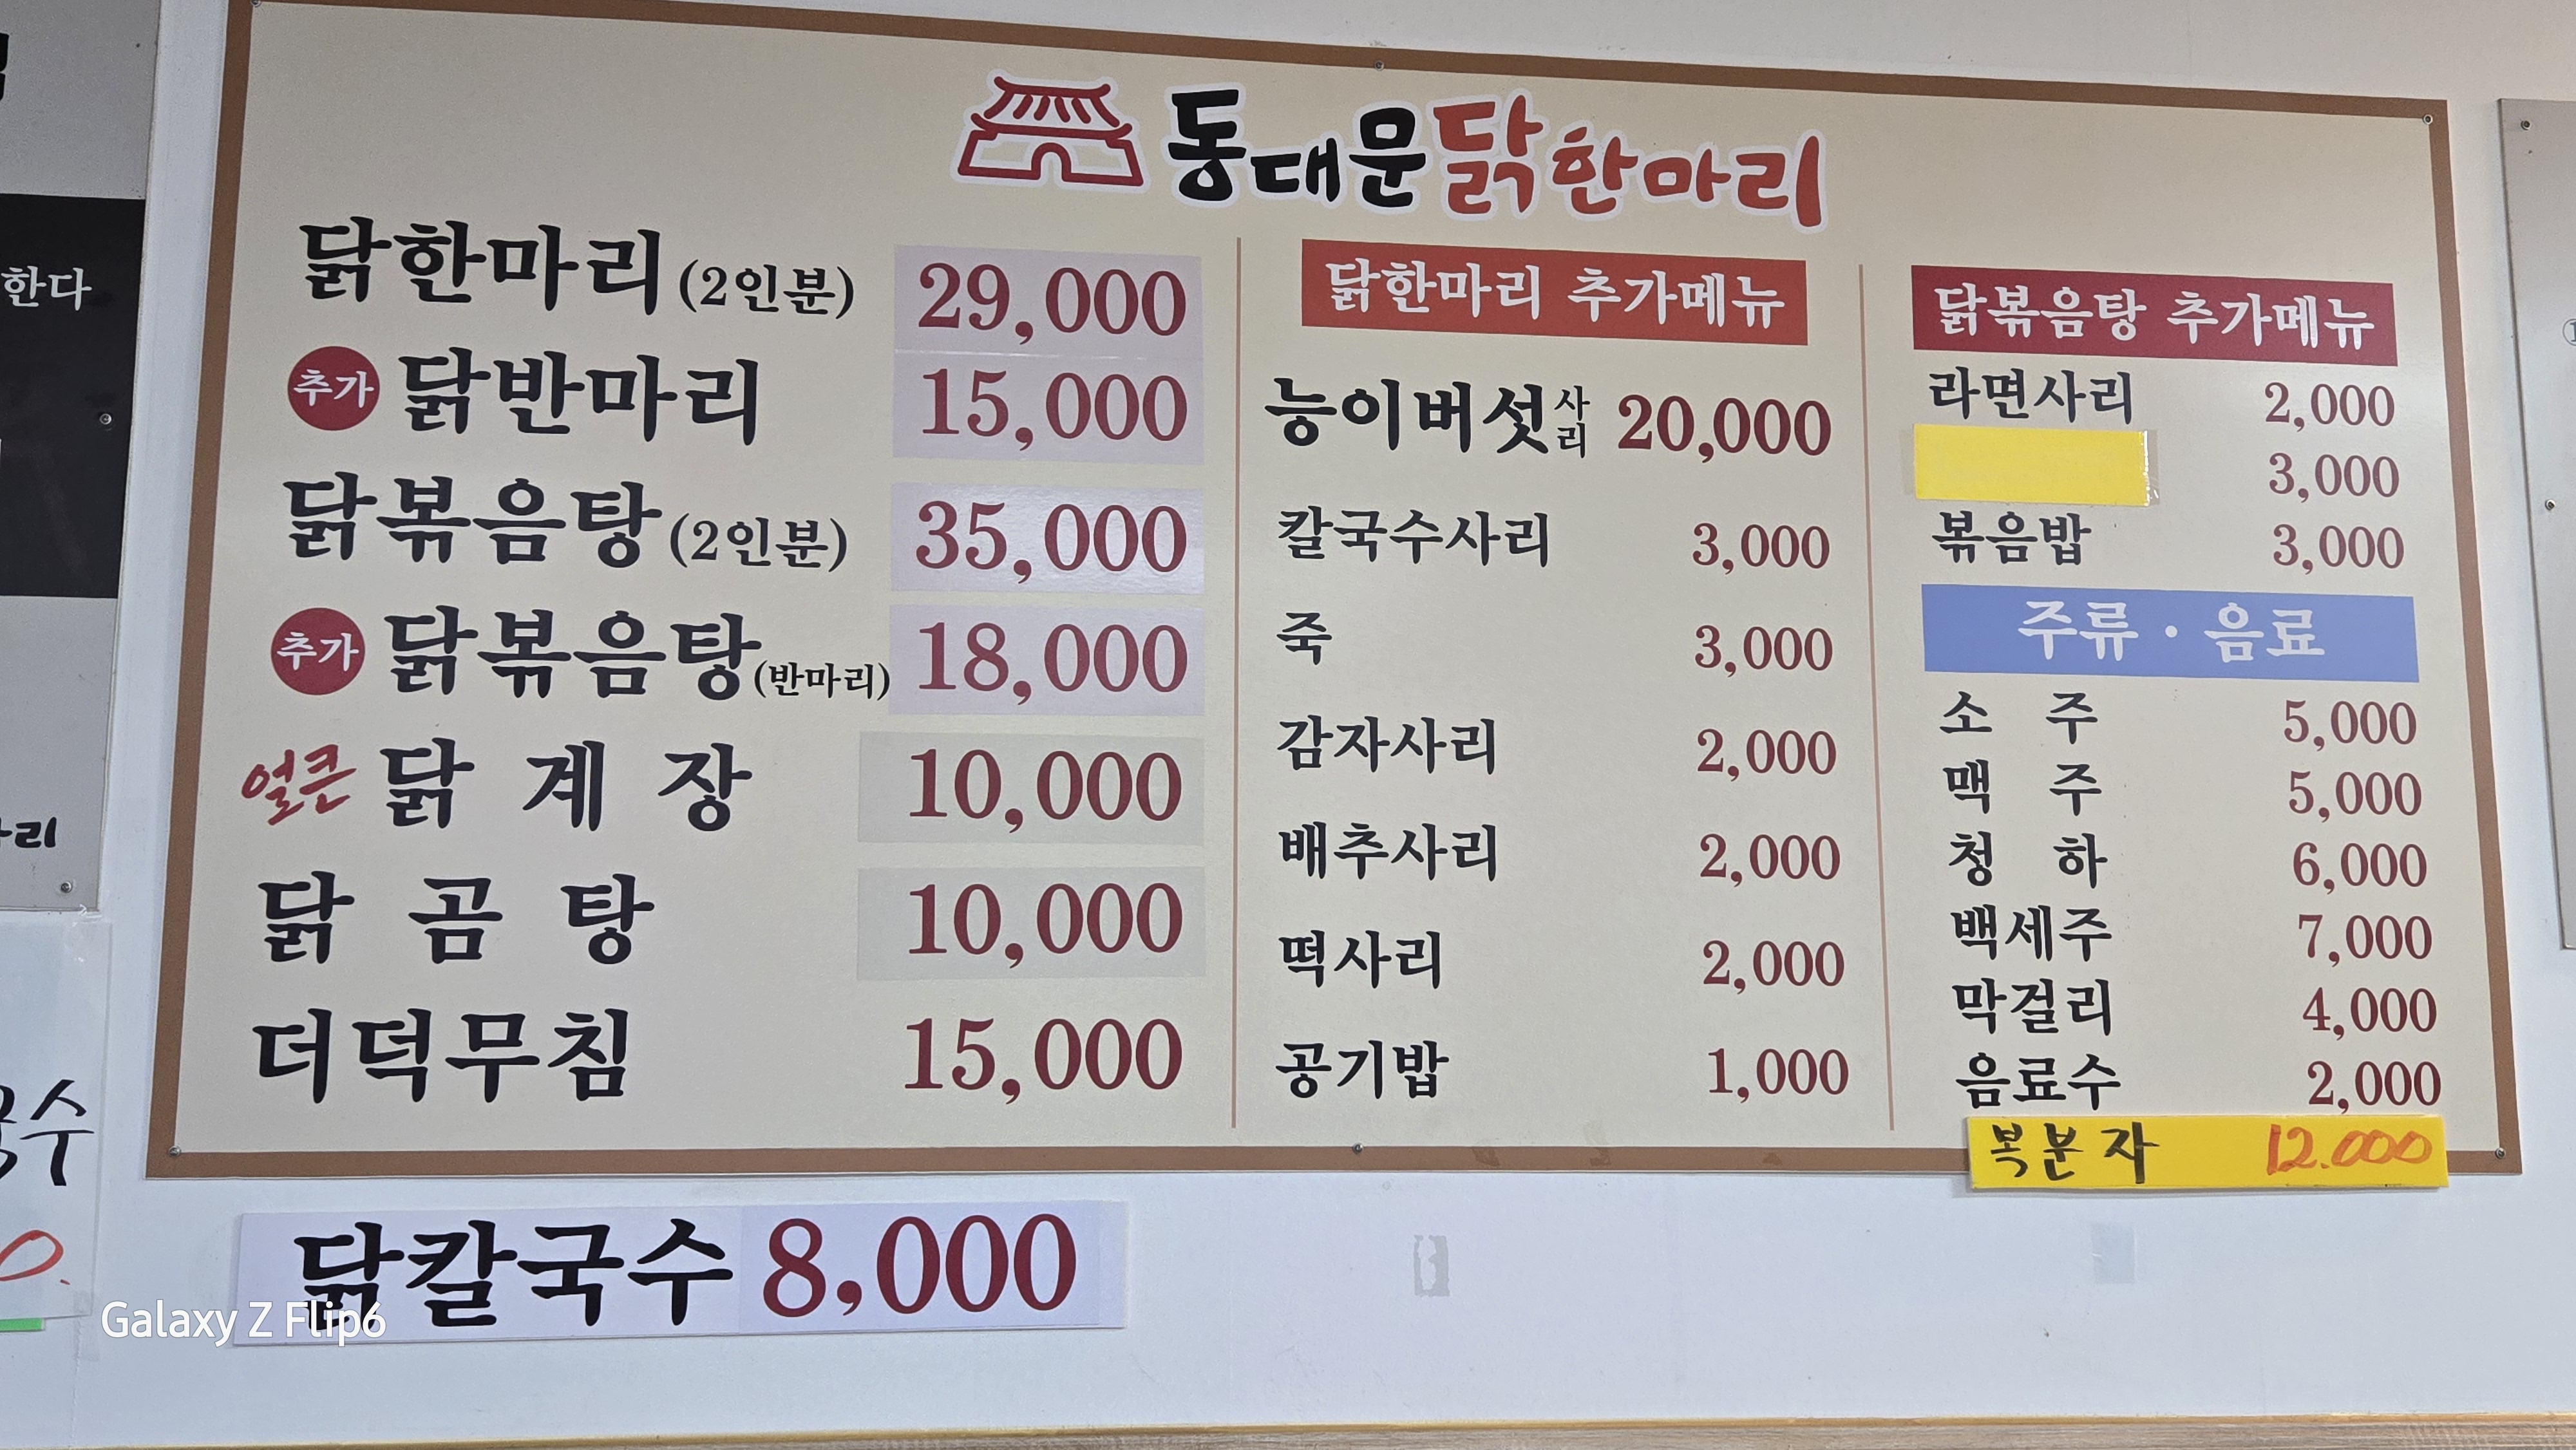 동대문닭한마리
닭한마리(2인분) 29,000
추가 닭반마리 15,000
닭볶음탕(2인분) 35,000
추가 닭볶음탕(반마리) 18,000
얼큰 닭 계 장 10,000
닭 곰 탕 10,000
더덕무침 15,000
닭한마리 추가메뉴
능이버섯사리 20,000
칼국수사리 3,000
죽 3,000
감자사리 2,000
배추사리 2,000
떡사리 2,000
공기밥 1,000
닭볶음탕 추가메뉴
라면사리 2,000
3,000
볶음밥 3,000
주류 · 음료
소 주 5,000
맥 주 5,000
청 하 6,000
백세주 7,000
막걸리 4,000
음료수 2,000
복분자 12.000
닭칼국수 8,000
한다
리
수
Galaxy Z Flip6